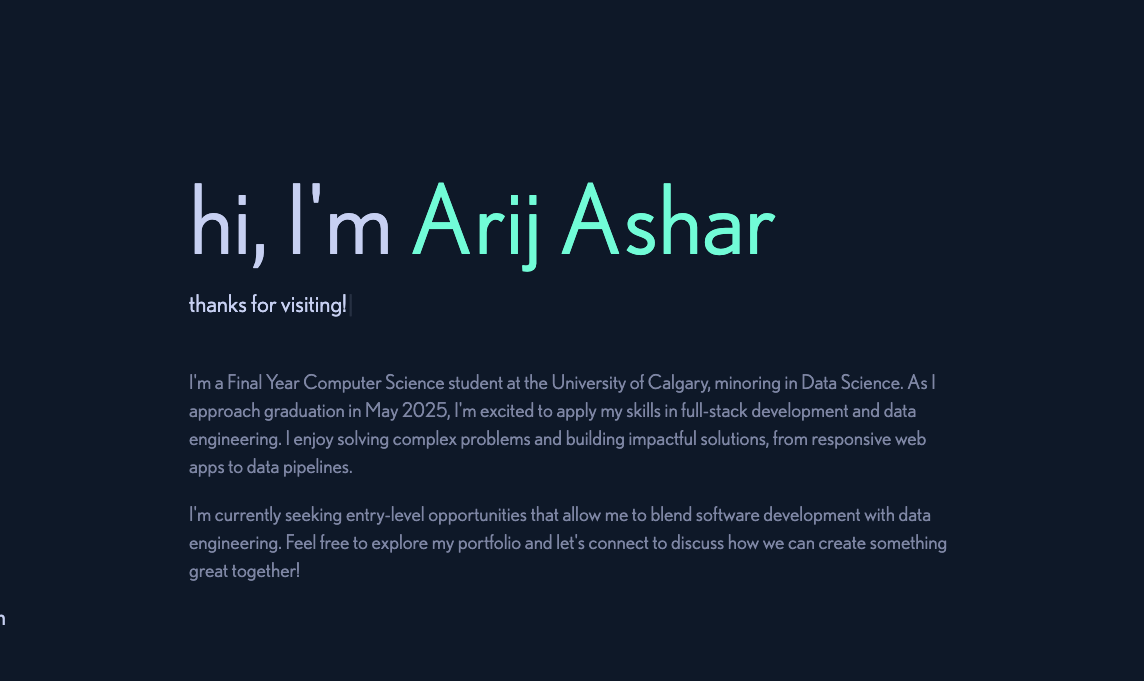 hi, I'm Arij Ashar
thanks for visiting!
I'm a Final Year Computer Science student at the University of Calgary, minoring in Data Science. As I
approach graduation in May 2025, I'm excited to apply my skills in full-stack development and data
engineering. I enjoy solving complex problems and building impactful solutions, from responsive web
apps to data pipelines.
I'm currently seeking entry-level opportunities that allow me to blend software development with data
engineering. Feel free to explore my portfolio and let's connect to discuss how we can create something
great together!